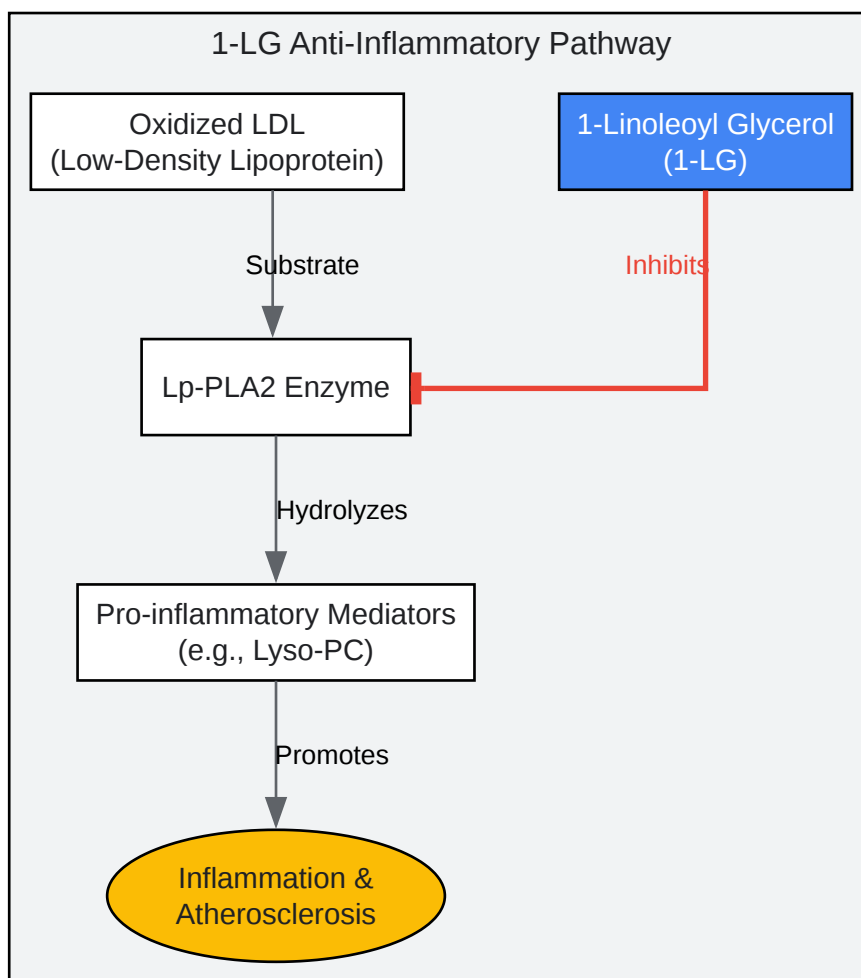 1-LG Anti-Inflammatory Pathway
Oxidized LDL
(Low-Density Lipoprotein)
1-Linoleoyl Glycerol
(1-LG)
Substrate
Inhibits
Lp-PLA2 Enzyme
Hydrolyzes
Pro-inflammatory Mediators
(e.g., Lyso-PC)
Promotes
Inflammation &
Atherosclerosis